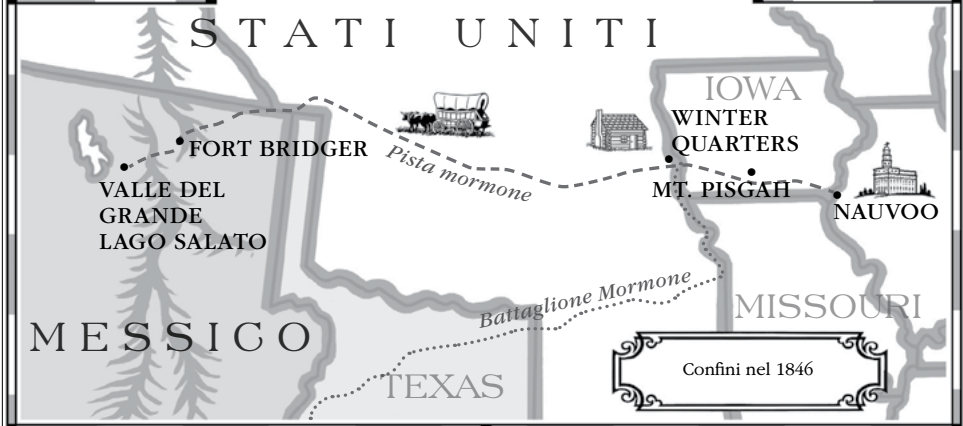 STATI UNITI
IOWA
WINTER
QUARTERS
FORT BRIDGER
Pista mormone
VALLE DEL
GRANDE
LAGO SALATO
MT. PISGAH
NAUVOO
Battaglione Mormone
MISSOURI
MESSICO
Confini nel 1846
TEXAS